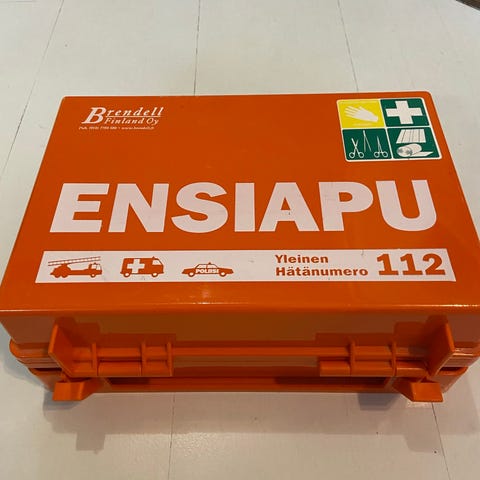 Brendell
Finland Oy
ENSIAPU
POLIISI
Yleinen
Hätänumero 112